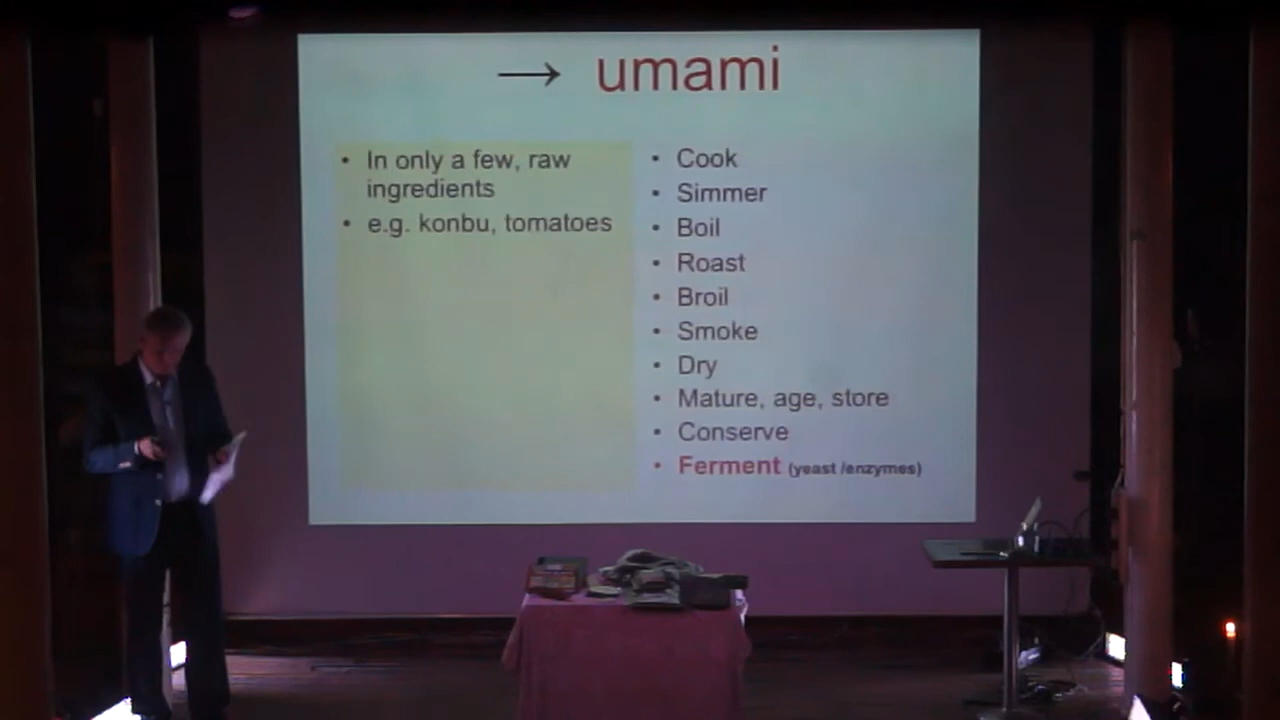 → umami
• In only a few, raw
ingredients
• e.g. konbu, tomatoes
• Cook
• Simmer
• Boil
• Roast
• Broil
• Smoke
• Dry
• Mature, age, store
• Conserve
• Ferment (yeast /enzymes)